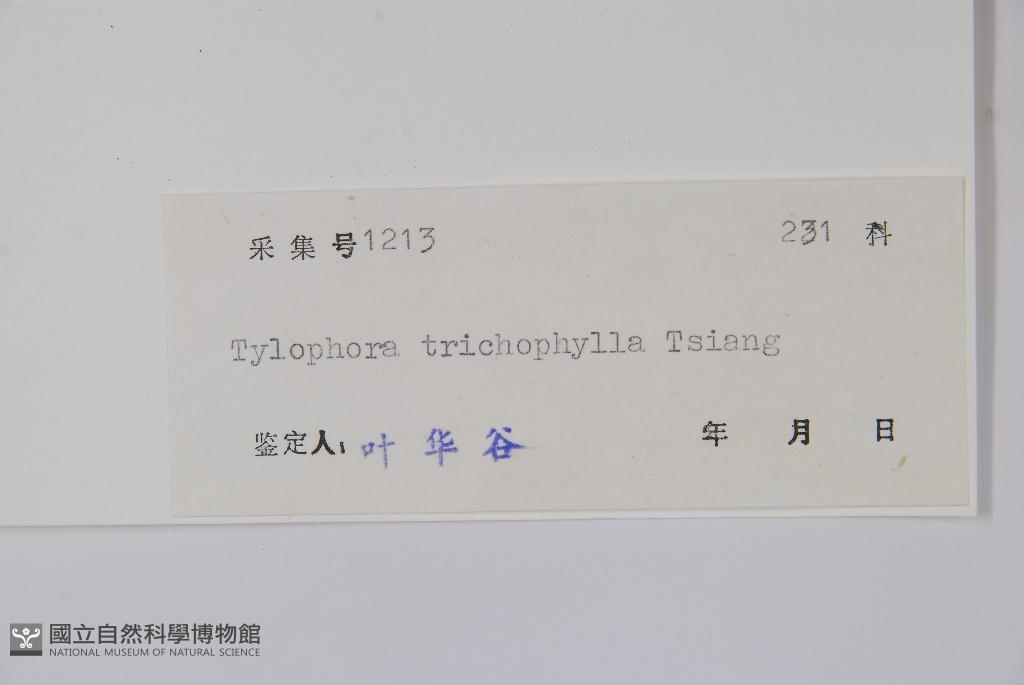 采集号1213 231 科
Tylophora trichophylla Tsiang
鉴定人: 叶华谷 年 月 日
國立自然科學博物館
NATIONAL MUSEUM OF NATURAL SCIENCE